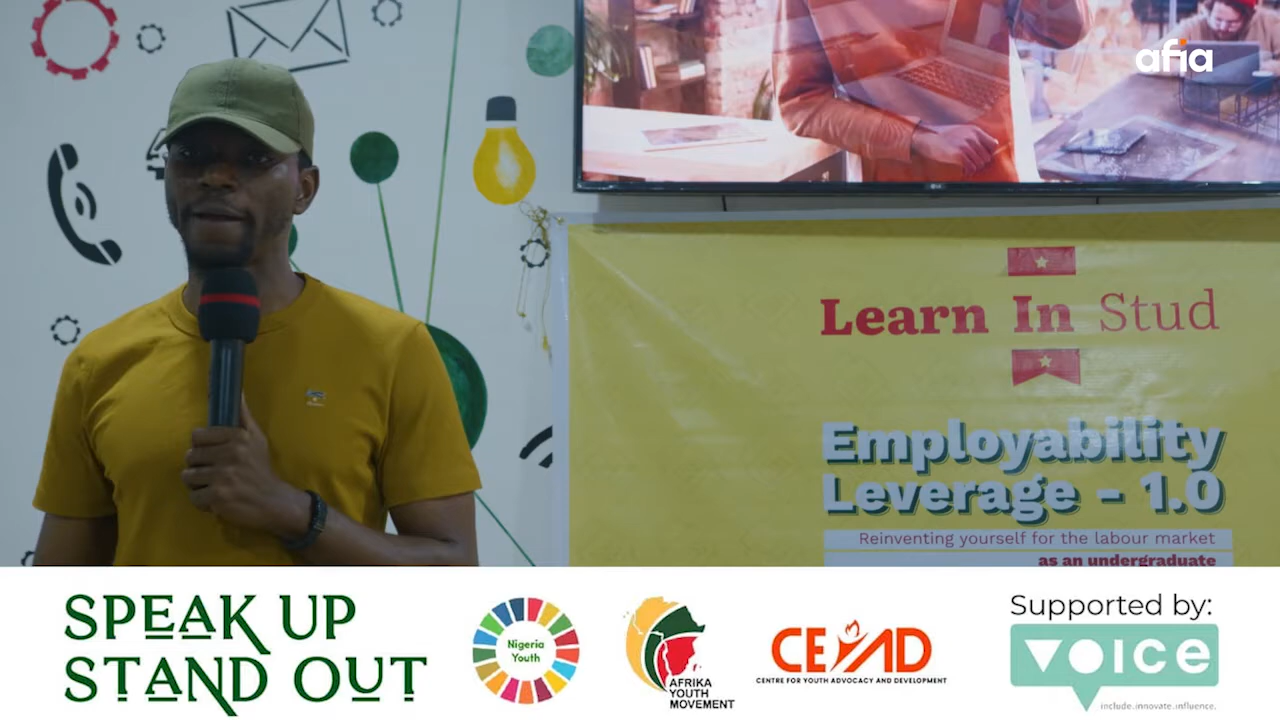 afia
Learn In Stud
Employability
Leverage - 1.0
Reinventing yourself for the labour market
as an undergraduate
SPEAK UP
STAND OUT
Nigeria
Youth
AFRIKA
YOUTH
MOVEMENT
CEYAD
CENTRE FOR YOUTH ADVOCACY AND DEVELOPMENT
Supported by:
VOICE
include.innovate.influence.